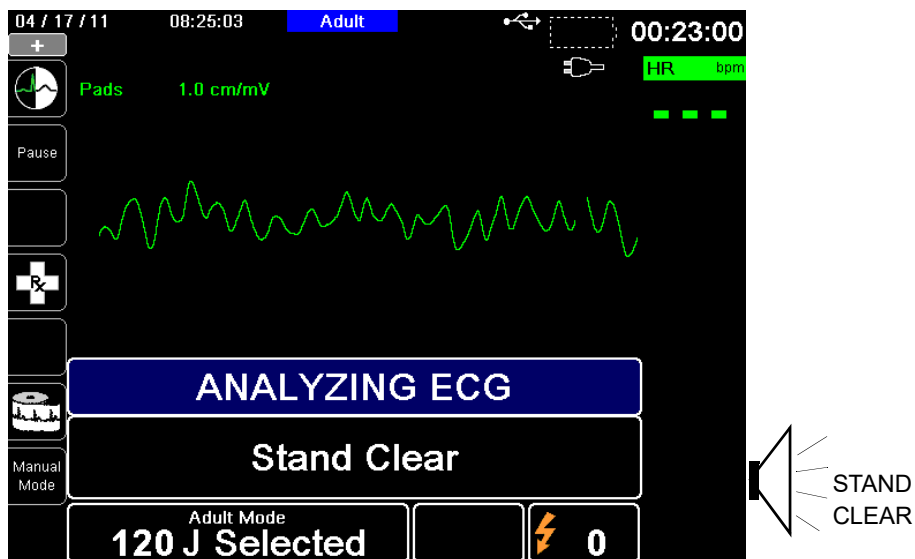 04 / 17 / 11 08:25:03 Adult 00:23:00
+
HR bpm
Pads 1.0 cm/mV
- - -
Pause
Rx
ANALYZING ECG
Stand Clear
Manual
Mode
STAND
CLEAR
Adult Mode
120 J Selected
0